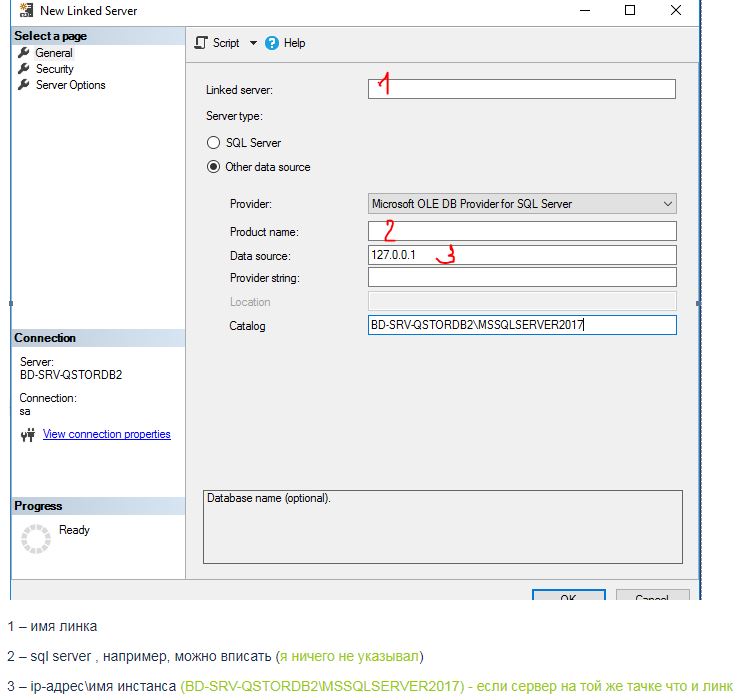 New Linked Server
Select a page
General
Security
Server Options
Script
Help
Linked server:
1
Server type:
SQL Server
Other data source
Provider:
Microsoft OLE DB Provider for SQL Server
Product name:
2
Data source:
127.0.0.1
3
Provider string:
Location
Catalog
BD-SRV-QSTORDB2\MSSQLSERVER2017
Connection
Server:
BD-SRV-QSTORDB2
Connection:
sa
View connection properties
Progress
Ready
Database name (optional).
OK
Cancel
1 – имя линка
2 – sql server , например, можно вписать (я ничего не указывал)
3 – ip-адрес\имя инстанса (BD-SRV-QSTORDB2\MSSQLSERVER2017) - если сервер на той же тачке что и линк